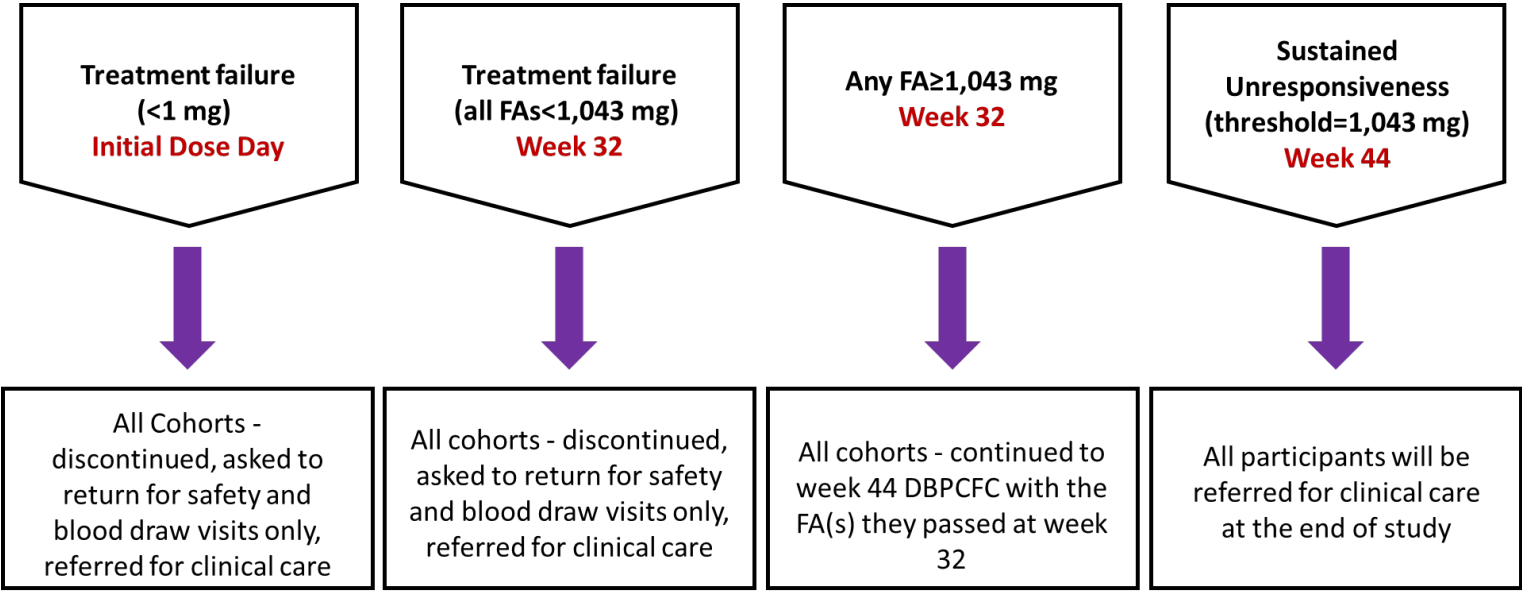 Treatment failure
(<1 mg)
Initial Dose Day
Treatment failure
(all FAs<1,043 mg)
Week 32
Any FA≥1,043 mg
Week 32
Sustained
Unresponsiveness
(threshold=1,043 mg)
Week 44
All Cohorts -
discontinued, asked to
return for safety and
blood draw visits only,
referred for clinical care
All cohorts - discontinued,
asked to return for safety
and blood draw visits only,
referred for clinical care
All cohorts - continued to
week 44 DBPCFC with the
FA(s) they passed at week
32
All participants will be
referred for clinical care
at the end of study